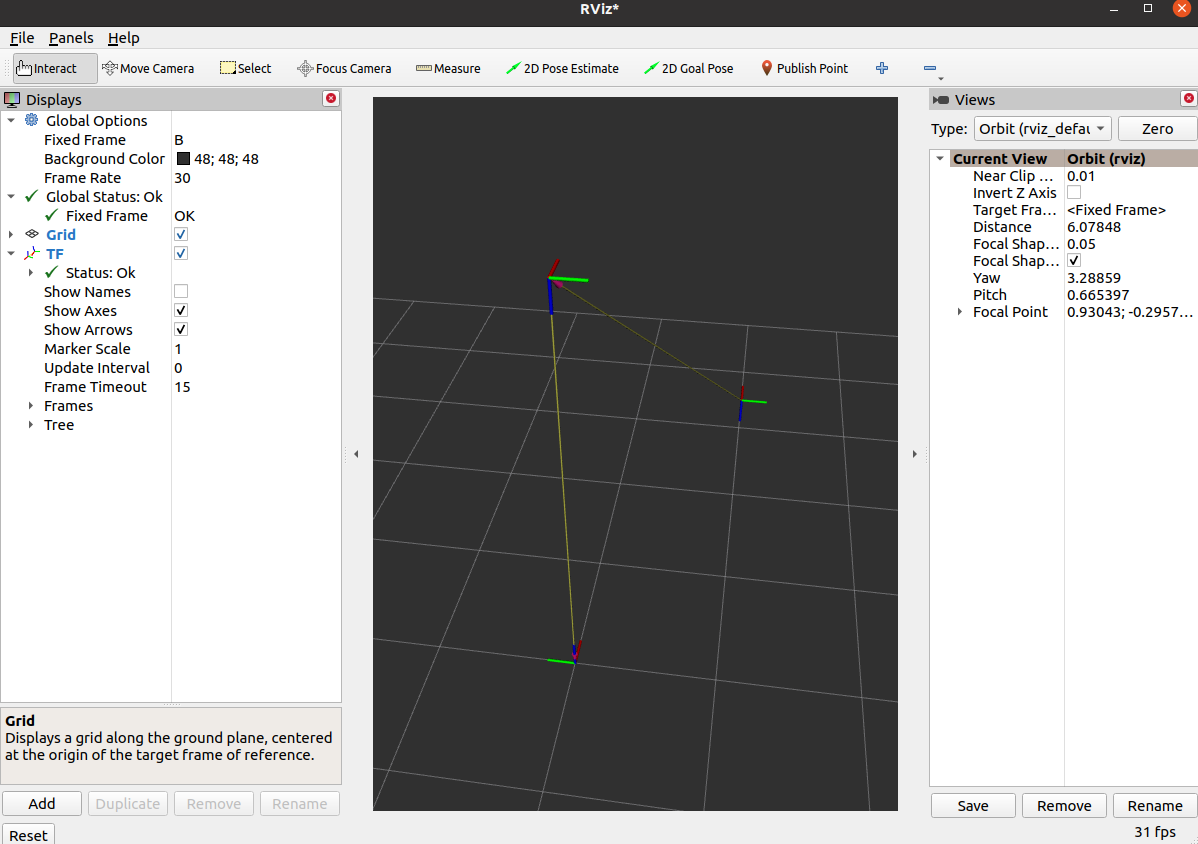 RViz*
File Panels Help
Interact Move Camera Select Focus Camera Measure 2D Pose Estimate 2D Goal Pose Publish Point
Displays
Global Options
Fixed Frame B
Background Color 48; 48; 48
Frame Rate 30
Global Status: Ok
Fixed Frame OK
Grid
TF
Status: Ok
Show Names
Show Axes
Show Arrows
Marker Scale 1
Update Interval 0
Frame Timeout 15
Frames
Tree
Grid
Displays a grid along the ground plane, centered
at the origin of the target frame of reference.
Add Duplicate Remove Rename
Reset
Views
Type: Orbit (rviz_defau Zero
Current View Orbit (rviz)
Near Clip ... 0.01
Invert Z Axis
Target Fra... <Fixed Frame>
Distance 6.07848
Focal Shap... 0.05
Focal Shap...
Yaw 3.28859
Pitch 0.665397
Focal Point 0.93043; -0.2957...
Save Remove Rename
31 fps